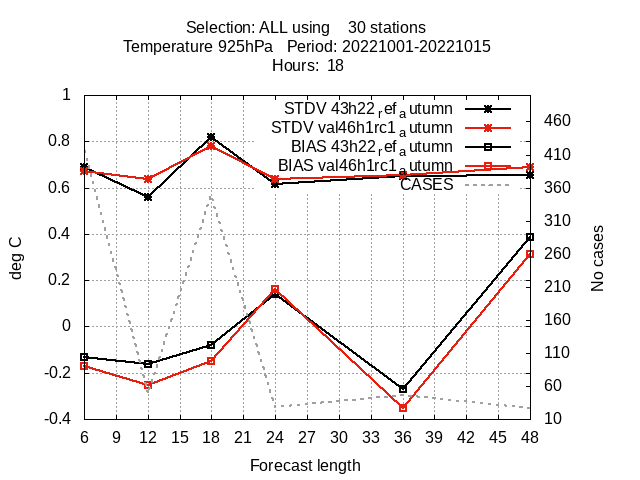 Selection: ALL using    30 stations
Temperature 925hPa   Period: 20221001-20221015
Hours:  18
STDV 43h22_ref_autumn
STDV val46h1rc1_autumn
BIAS 43h22_ref_autumn
BIAS val46h1rc1_autumn
CASES
1
0.8
0.6
0.4
0.2
0
-0.2
-0.4
deg C
460
410
360
310
260
210
160
110
60
10
No cases
6 9 12 15 18 21 24 27 30 33 36 39 42 45 48
Forecast length